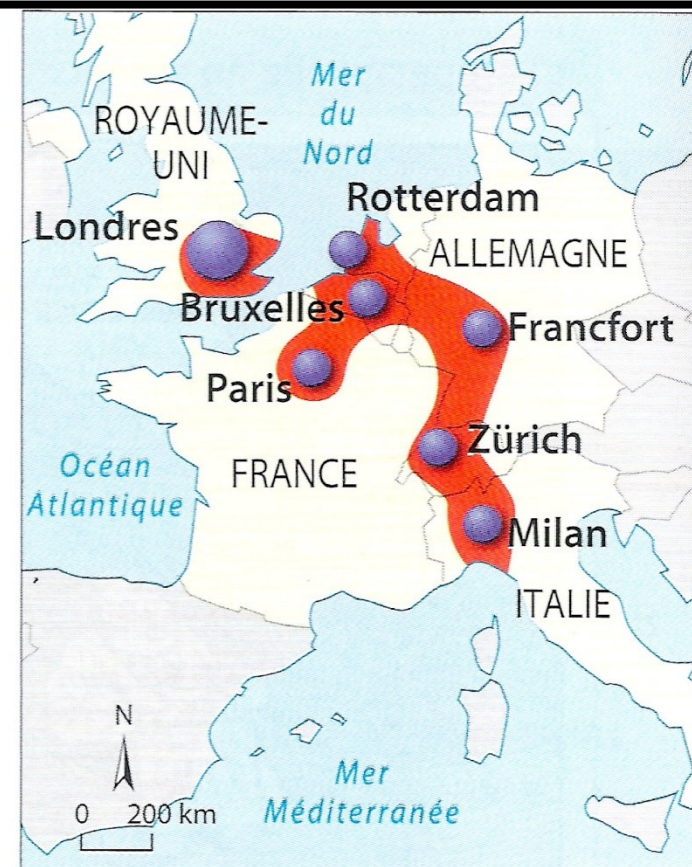 Mer
du
Nord
ROYAUME-
UNI
Rotterdam
Londres
ALLEMAGNE
Bruxelles
Francfort
Paris
Zürich
Océan
Atlantique
FRANCE
Milan
ITALIE
N
Mer
Méditerranée
0 200 km